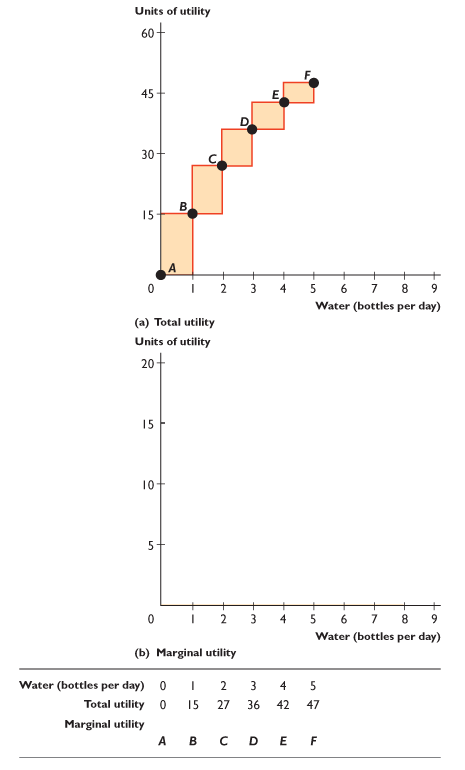 Units of utility
60
45
30
15
0
A
B
C
D
E
F
1 2 3 4 5 6 7 8 9
Water (bottles per day)
(a) Total utility
Units of utility
20
15
10
5
0 1 2 3 4 5 6 7 8 9
Water (bottles per day)
(b) Marginal utility
Water (bottles per day) 0 1 2 3 4 5
Total utility 0 15 27 36 42 47
Marginal utility
A B C D E F